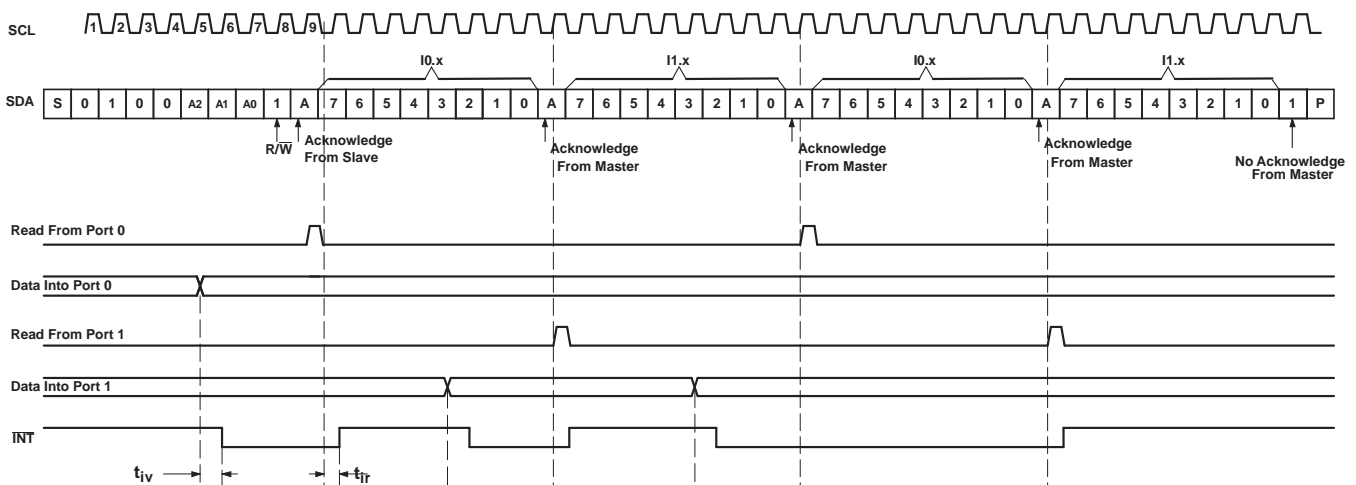 SCL 1 2 3 4 5 6 7 8 9
I0.x I1.x I0.x I1.x
SDA S 0 1 0 0 A2 A1 A0 1 A 7 6 5 4 3 2 1 0 A 7 6 5 4 3 2 1 0 A 7 6 5 4 3 2 1 0 A 7 6 5 4 3 2 1 0 1 P
R/W
Acknowledge
From Slave
Acknowledge
From Master
Acknowledge
From Master
Acknowledge
From Master
No Acknowledge
From Master
Read From Port 0
Data Into Port 0
Read From Port 1
Data Into Port 1
INT
tiv
tir